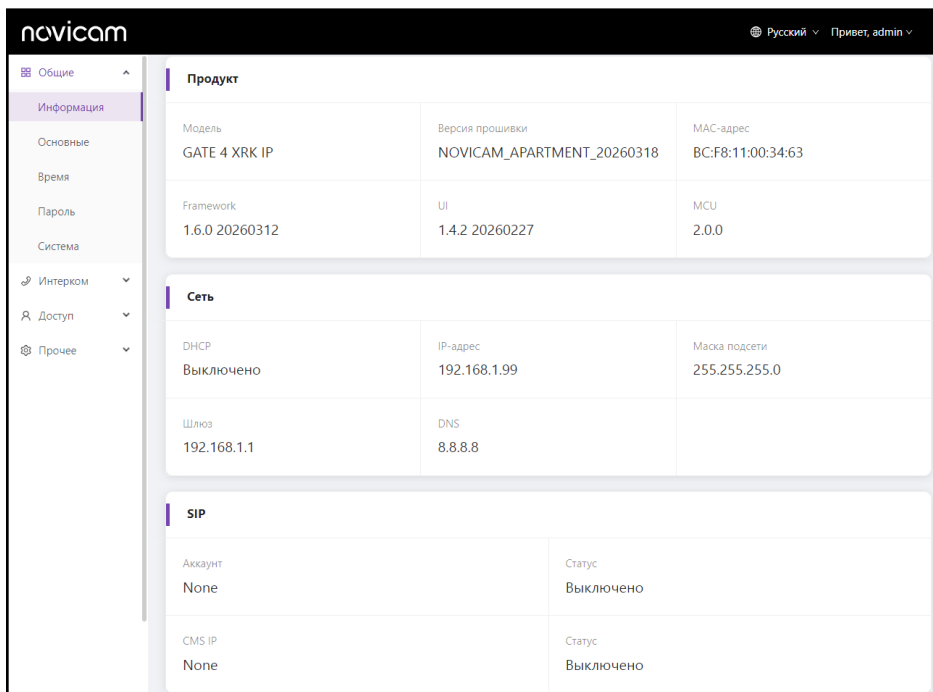 novicam
Русский
Привет, admin
Общие
Информация
Основные
Время
Пароль
Система
Интерком
Доступ
Прочее
Продукт
Модель
GATE 4 XRK IP
Версия прошивки
NOVICAM_APARTMENT_20260318
MAC-адрес
BC:F8:11:00:34:63
Framework
1.6.0 20260312
UI
1.4.2 20260227
MCU
2.0.0
Сеть
DHCP
Выключено
IP-адрес
192.168.1.99
Маска подсети
255.255.255.0
Шлюз
192.168.1.1
DNS
8.8.8.8
SIP
Аккаунт
None
Статус
Выключено
CMS IP
None
Статус
Выключено